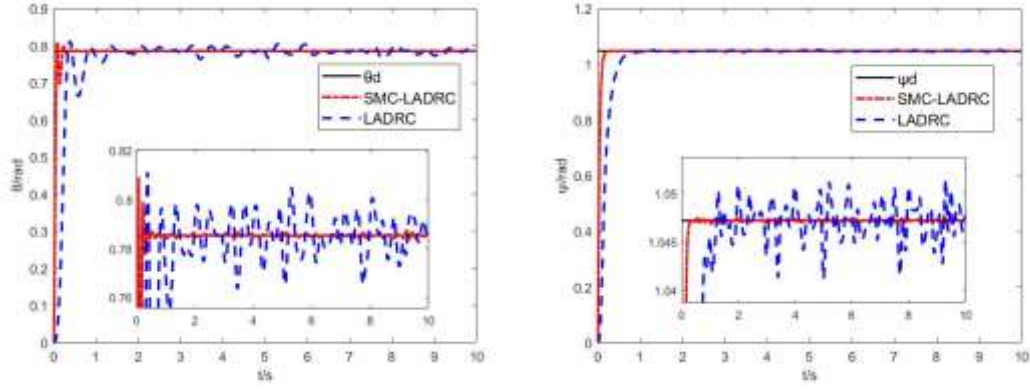 0.9
0.8
0.7
0.6
0.5
0.4
0.3
0.2
0.1
0
θ/rad
θd
SMC-LADRC
LADRC
0.82
0.8
0.78
0.76
0 2 4 6 8 10
0 1 2 3 4 5 6 7 8 9 10
t/s
1.2
1
0.8
0.6
0.4
0.2
0
ψ/rad
ψd
SMC-LADRC
LADRC
1.05
1.045
1.04
0 2 4 6 8 10
0 1 2 3 4 5 6 7 8 9 10
t/s